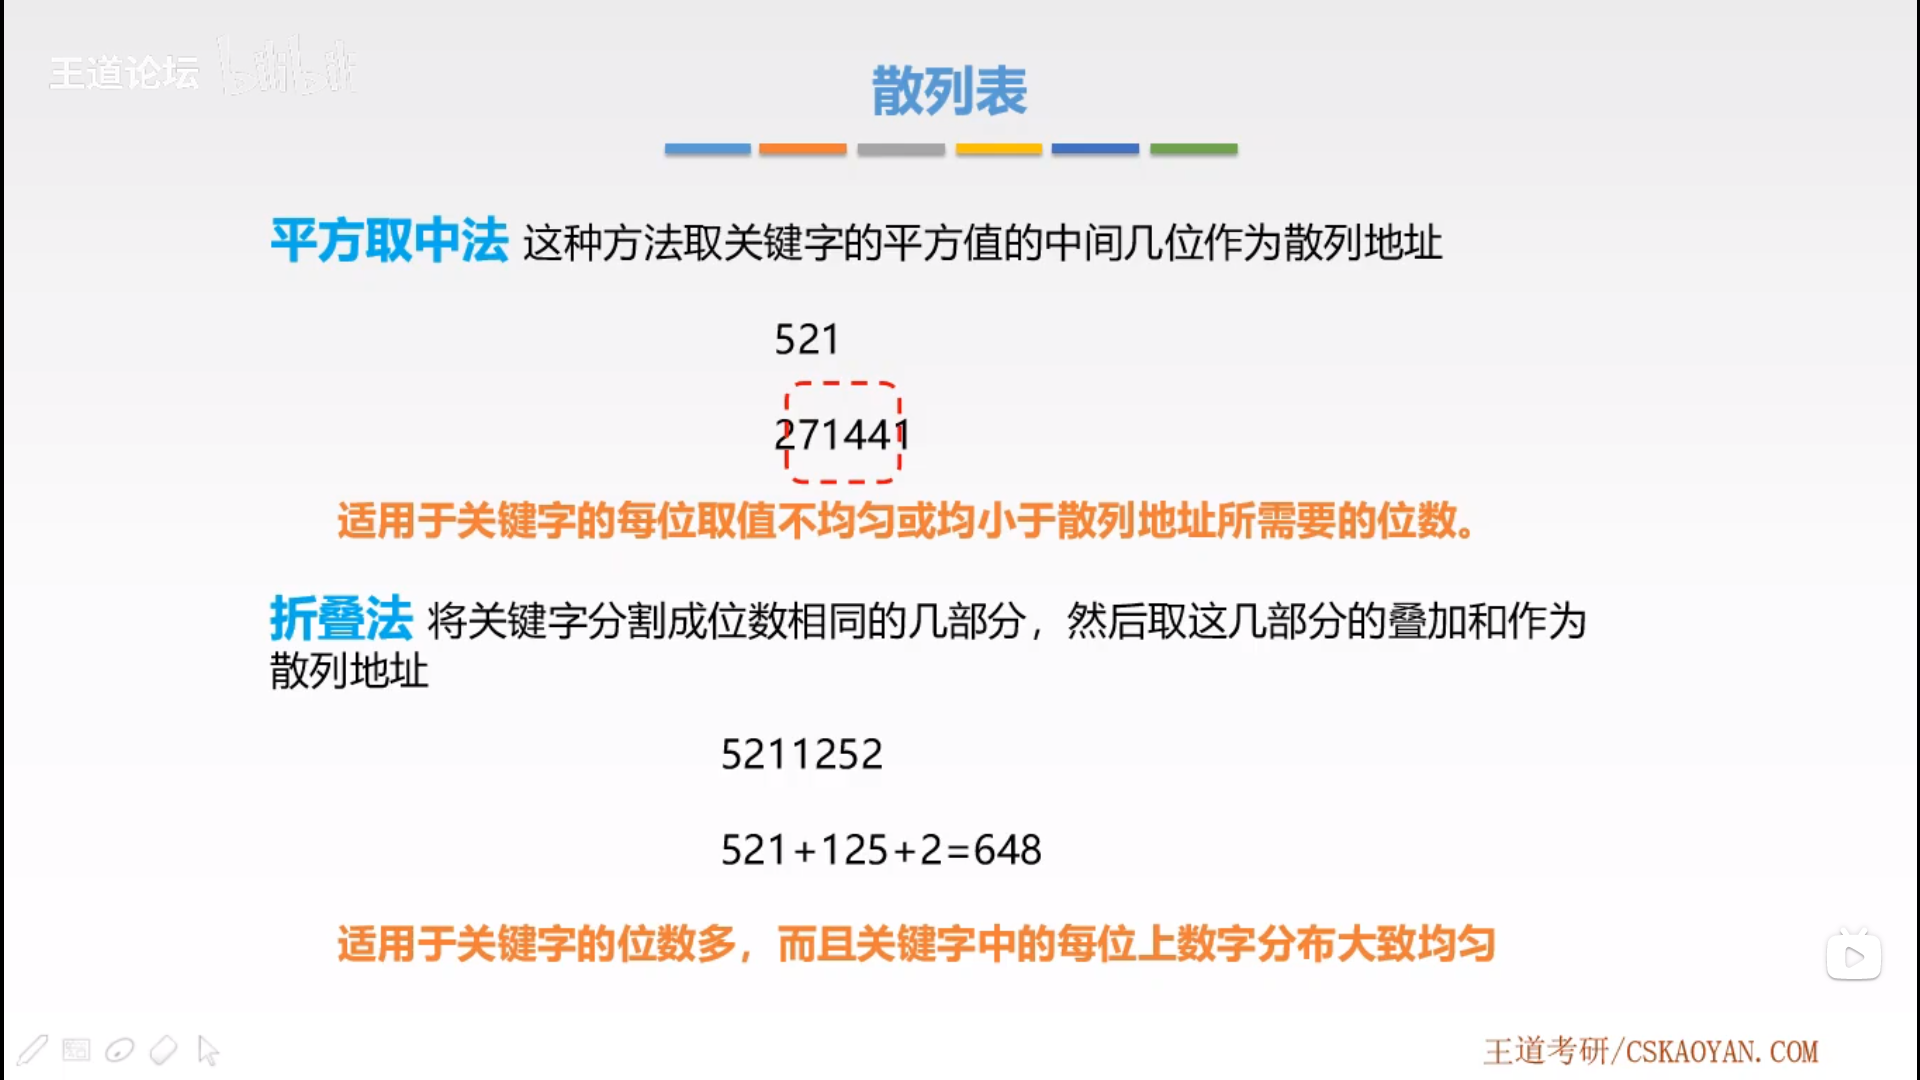 王道论坛 bilibili
散列表
平方取中法 这种方法取关键字的平方值的中间几位作为散列地址
521
271441
适用于关键字的每位取值不均匀或均小于散列地址所需要的位数。
折叠法 将关键字分割成位数相同的几部分，然后取这几部分的叠加和作为
散列地址
5211252
521+125+2=648
适用于关键字的位数多，而且关键字中的每位上数字分布大致均匀
王道考研/CSKAOYAN.COM